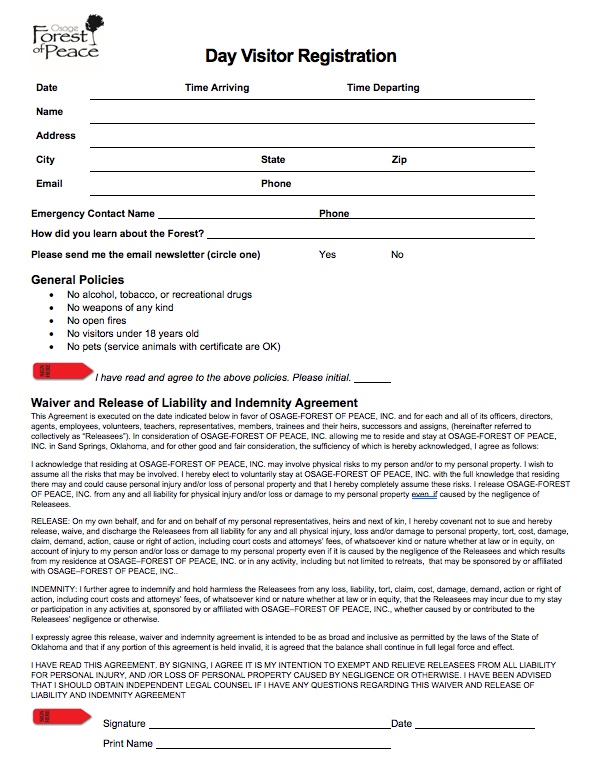 Osage
Forest
of Peace
Day Visitor Registration
Date Time Arriving Time Departing
Name
Address
City State Zip
Email Phone
Emergency Contact Name Phone
How did you learn about the Forest?
Please send me the email newsletter (circle one) Yes No
General Policies
• No alcohol, tobacco, or recreational drugs
• No weapons of any kind
• No open fires
• No visitors under 18 years old
• No pets (service animals with certificate are OK)
SIGN HERE
I have read and agree to the above policies. Please initial.
Waiver and Release of Liability and Indemnity Agreement
This Agreement is executed on the date indicated below in favor of OSAGE-FOREST OF PEACE, INC. and for each and all of its officers, directors,
agents, employees, volunteers, teachers, representatives, members, trainees and their heirs, successors and assigns, (hereinafter referred to
collectively as "Releasees"). In consideration of OSAGE-FOREST OF PEACE, INC. allowing me to reside and stay at OSAGE-FOREST OF PEACE,
INC. in Sand Springs, Oklahoma, and for other good and fair consideration, the sufficiency of which is hereby acknowledged, I agree as follows:
I acknowledge that residing at OSAGE-FOREST OF PEACE, INC. may involve physical risks to my person and/or to my personal property. I wish to
assume all the risks that may be involved. I hereby elect to voluntarily stay at OSAGE-FOREST OF PEACE, INC. with the full knowledge that residing
there may and could cause personal injury and/or loss of personal property and that I hereby completely assume these risks. I release OSAGE-FOREST
OF PEACE, INC. from any and all liability for physical injury and/or loss or damage to my personal property even if caused by the negligence of
Releasees.
RELEASE: On my own behalf, and for and on behalf of my personal representatives, heirs and next of kin, I hereby covenant not to sue and hereby
release, waive, and discharge the Releasees from all liability for any and all physical injury, loss and/or damage to personal property, tort, cost, damage,
claim, demand, action, cause or right of action, including court costs and attorneys' fees, of whatsoever kind or nature whether at law or in equity, on
account of injury to my person and/or loss or damage to my personal property even if it is caused by the negligence of the Releasees and which results
from my residence at OSAGE–FOREST OF PEACE, INC. or in any activity, including but not limited to retreats, that may be sponsored by or affiliated
with OSAGE–FOREST OF PEACE, INC..
INDEMNITY: I further agree to indemnify and hold harmless the Releasees from any loss, liability, tort, claim, cost, damage, demand, action or right of
action, including court costs and attorneys' fees, of whatsoever kind or nature whether at law or in equity, that the Releasees may incur due to my stay
or participation in any activities at, sponsored by or affiliated with OSAGE–FOREST OF PEACE, INC., whether caused by or contributed to the
Releasees' negligence or otherwise.
I expressly agree this release, waiver and indemnity agreement is intended to be as broad and inclusive as permitted by the laws of the State of
Oklahoma and that if any portion of this agreement is held invalid, it is agreed that the balance shall continue in full legal force and effect.
I HAVE READ THIS AGREEMENT. BY SIGNING, I AGREE IT IS MY INTENTION TO EXEMPT AND RELIEVE RELEASEES FROM ALL LIABILITY
FOR PERSONAL INJURY, AND /OR LOSS OF PERSONAL PROPERTY CAUSED BY NEGLIGENCE OR OTHERWISE. I HAVE BEEN ADVISED
THAT I SHOULD OBTAIN INDEPENDENT LEGAL COUNSEL IF I HAVE ANY QUESTIONS REGARDING THIS WAIVER AND RELEASE OF
LIABILITY AND INDEMNITY AGREEMENT
SIGN HERE
Signature Date
Print Name